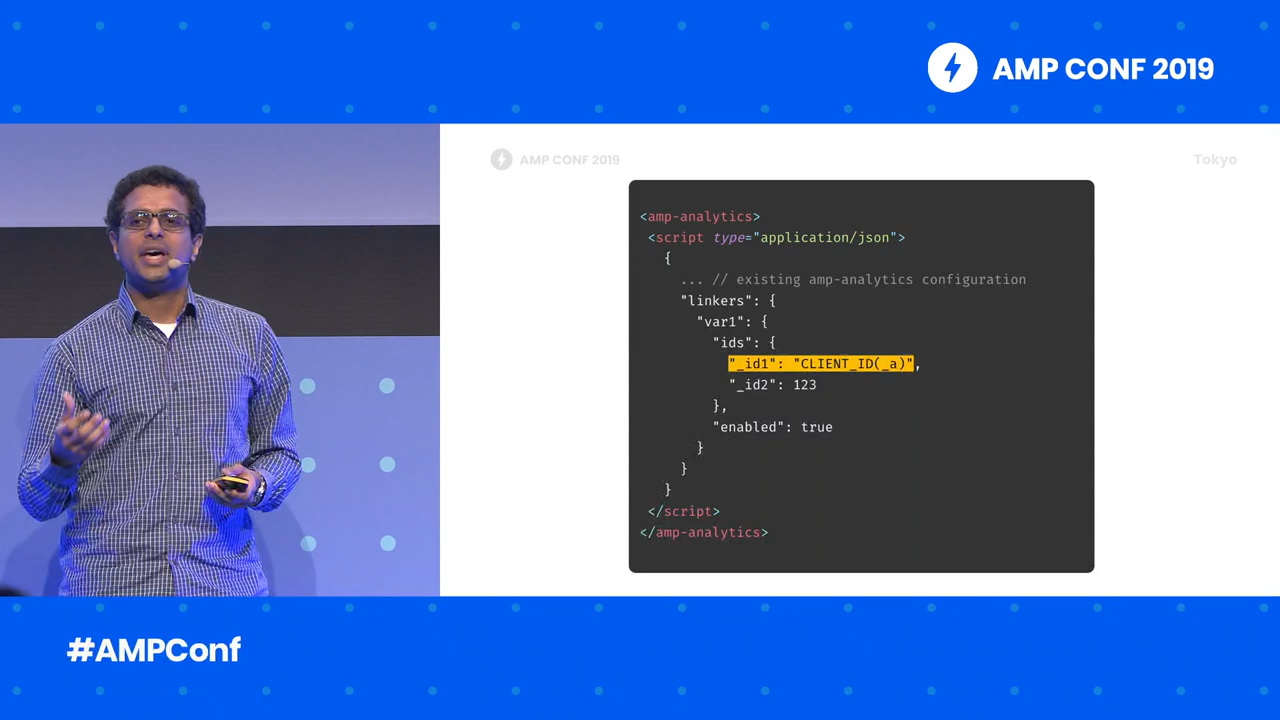 AMP CONF 2019
AMP CONF 2019
Tokyo
<amp-analytics>
<script type="application/json">
{
... // existing amp-analytics configuration
"linkers": {
"var1": {
"ids": {
"_id1": "CLIENT_ID(_a)",
"_id2": 123
},
"enabled": true
}
}
}
</script>
</amp-analytics>
#AMPConf